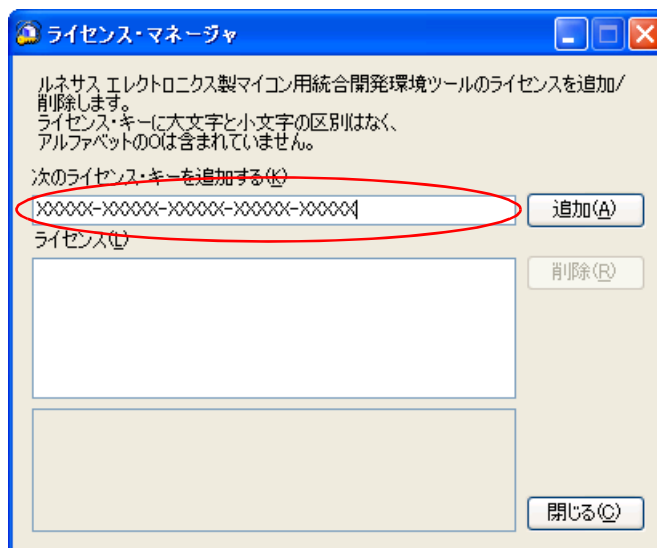 ライセンス・マネージャ
ルネサス エレクトロニクス製マイコン用統合開発環境ツールのライセンスを追加/
削除します。
ライセンス・キーに大文字と小文字の区別はなく、
アルファベットのOは含まれていません。
次のライセンス・キーを追加する(K)
XXXXXX-XXXXXX-XXXXXX-XXXXXX-XXXXXX
追加(A)
ライセンス(L)
削除(R)
閉じる(C)